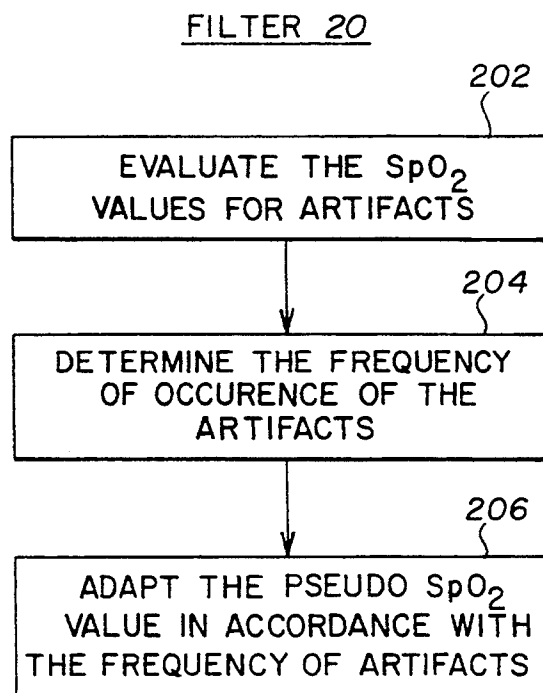 FILTER 20
202
EVALUATE THE SpO2
VALUES FOR ARTIFACTS
204
DETERMINE THE FREQUENCY
OF OCCURENCE OF THE
ARTIFACTS
206
ADAPT THE PSEUDO SpO2
VALUE IN ACCORDANCE WITH
THE FREQUENCY OF ARTIFACTS